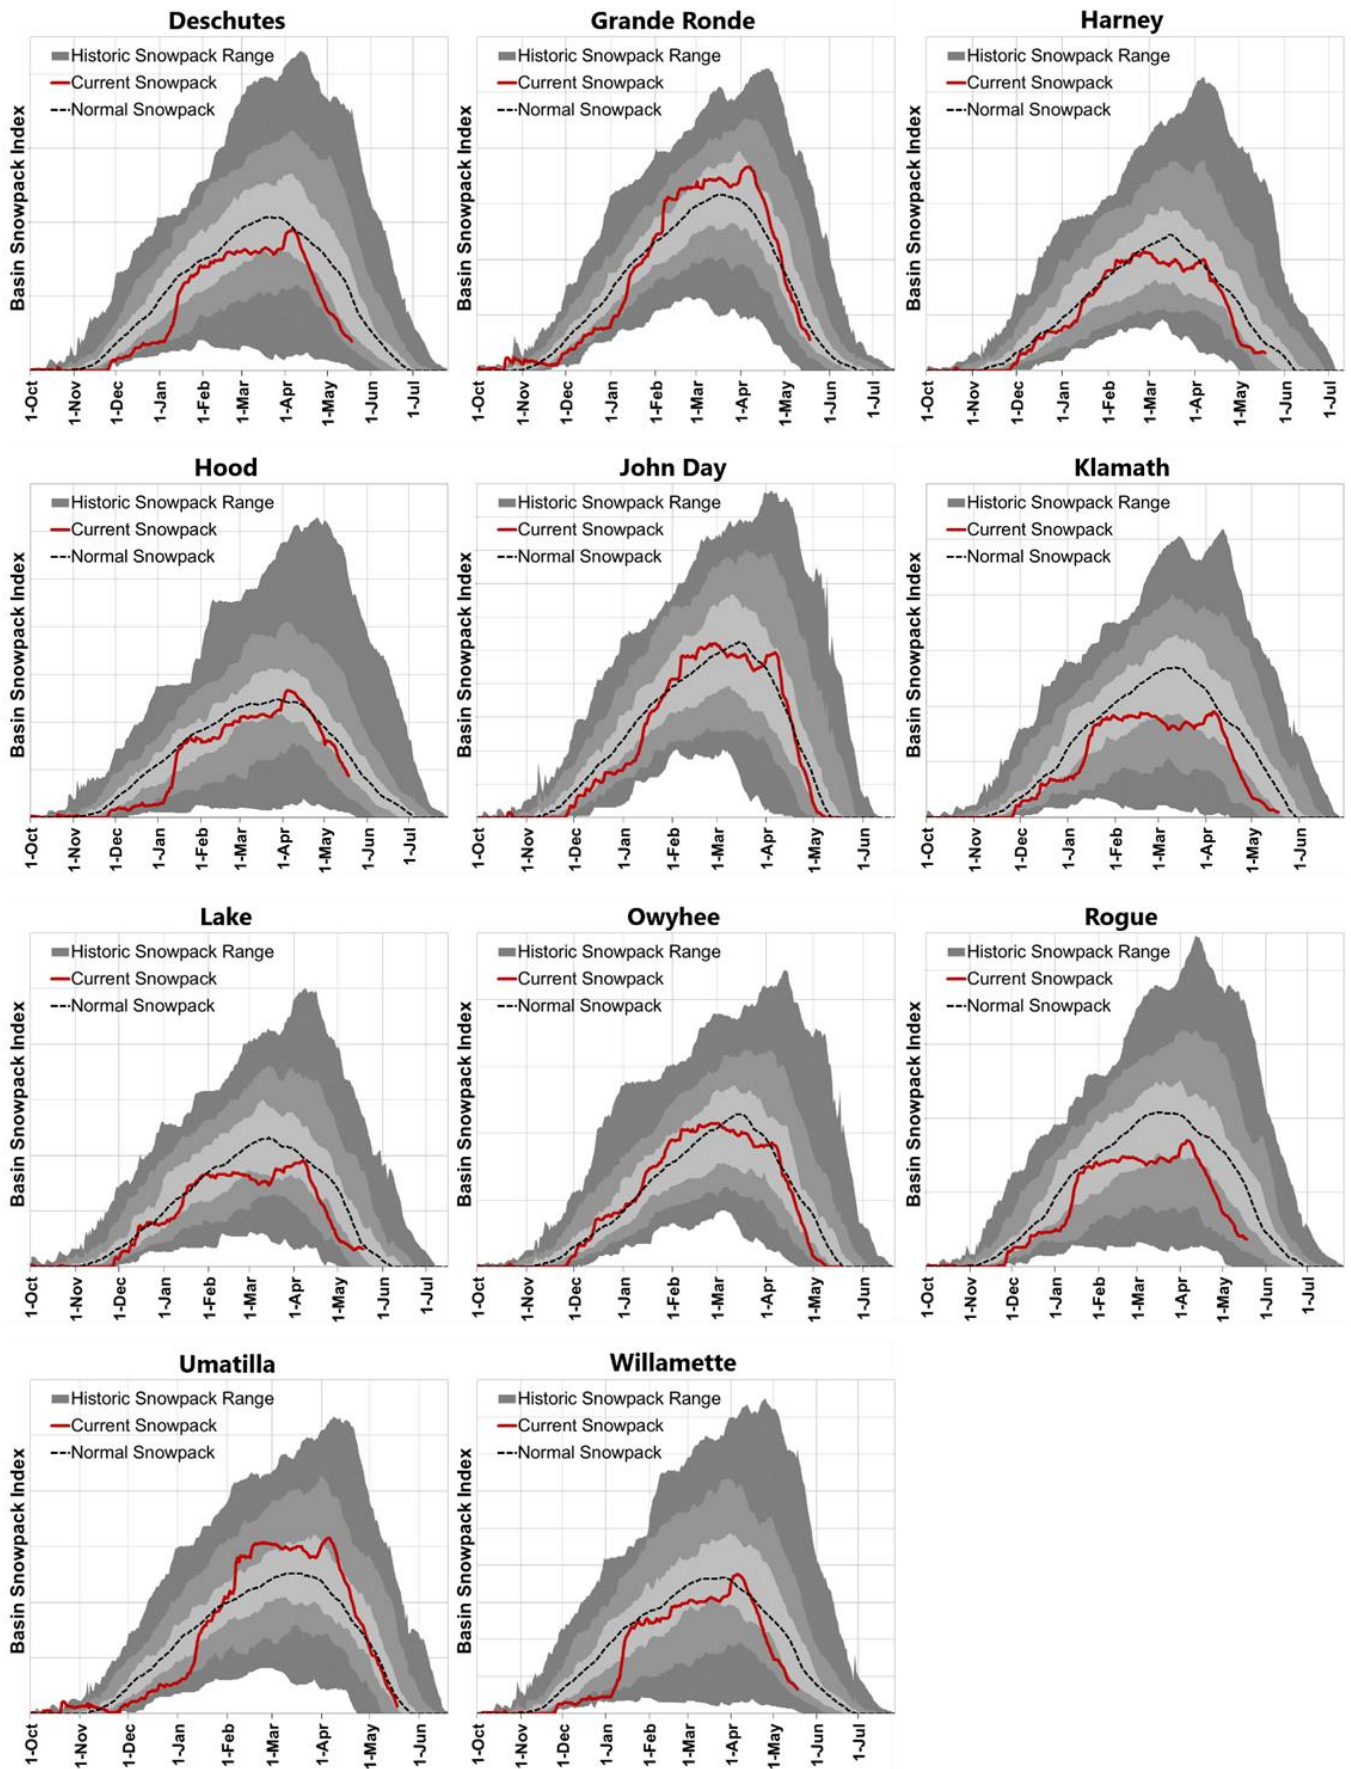 Deschutes
Historic Snowpack Range
Current Snowpack
Normal Snowpack
Basin Snowpack Index
1-Oct 1-Nov 1-Dec 1-Jan 1-Feb 1-Mar 1-Apr 1-May 1-Jun 1-Jul
Grande Ronde
Historic Snowpack Range
Current Snowpack
Normal Snowpack
Basin Snowpack Index
1-Oct 1-Nov 1-Dec 1-Jan 1-Feb 1-Mar 1-Apr 1-May 1-Jun 1-Jul
Harney
Historic Snowpack Range
Current Snowpack
Normal Snowpack
Basin Snowpack Index
1-Oct 1-Nov 1-Dec 1-Jan 1-Feb 1-Mar 1-Apr 1-May 1-Jun 1-Jul
Hood
Historic Snowpack Range
Current Snowpack
Normal Snowpack
Basin Snowpack Index
1-Oct 1-Nov 1-Dec 1-Jan 1-Feb 1-Mar 1-Apr 1-May 1-Jun 1-Jul
John Day
Historic Snowpack Range
Current Snowpack
Normal Snowpack
Basin Snowpack Index
1-Oct 1-Nov 1-Dec 1-Jan 1-Feb 1-Mar 1-Apr 1-May 1-Jun
Klamath
Historic Snowpack Range
Current Snowpack
Normal Snowpack
Basin Snowpack Index
1-Oct 1-Nov 1-Dec 1-Jan 1-Feb 1-Mar 1-Apr 1-May 1-Jun
Lake
Historic Snowpack Range
Current Snowpack
Normal Snowpack
Basin Snowpack Index
1-Oct 1-Nov 1-Dec 1-Jan 1-Feb 1-Mar 1-Apr 1-May 1-Jun 1-Jul
Owyhee
Historic Snowpack Range
Current Snowpack
Normal Snowpack
Basin Snowpack Index
1-Oct 1-Nov 1-Dec 1-Jan 1-Feb 1-Mar 1-Apr 1-May 1-Jun
Rogue
Historic Snowpack Range
Current Snowpack
Normal Snowpack
Basin Snowpack Index
1-Oct 1-Nov 1-Dec 1-Jan 1-Feb 1-Mar 1-Apr 1-May 1-Jun 1-Jul
Umatilla
Historic Snowpack Range
Current Snowpack
Normal Snowpack
Basin Snowpack Index
1-Oct 1-Nov 1-Dec 1-Jan 1-Feb 1-Mar 1-Apr 1-May 1-Jun
Willamette
Historic Snowpack Range
Current Snowpack
Normal Snowpack
Basin Snowpack Index
1-Oct 1-Nov 1-Dec 1-Jan 1-Feb 1-Mar 1-Apr 1-May 1-Jun 1-Jul